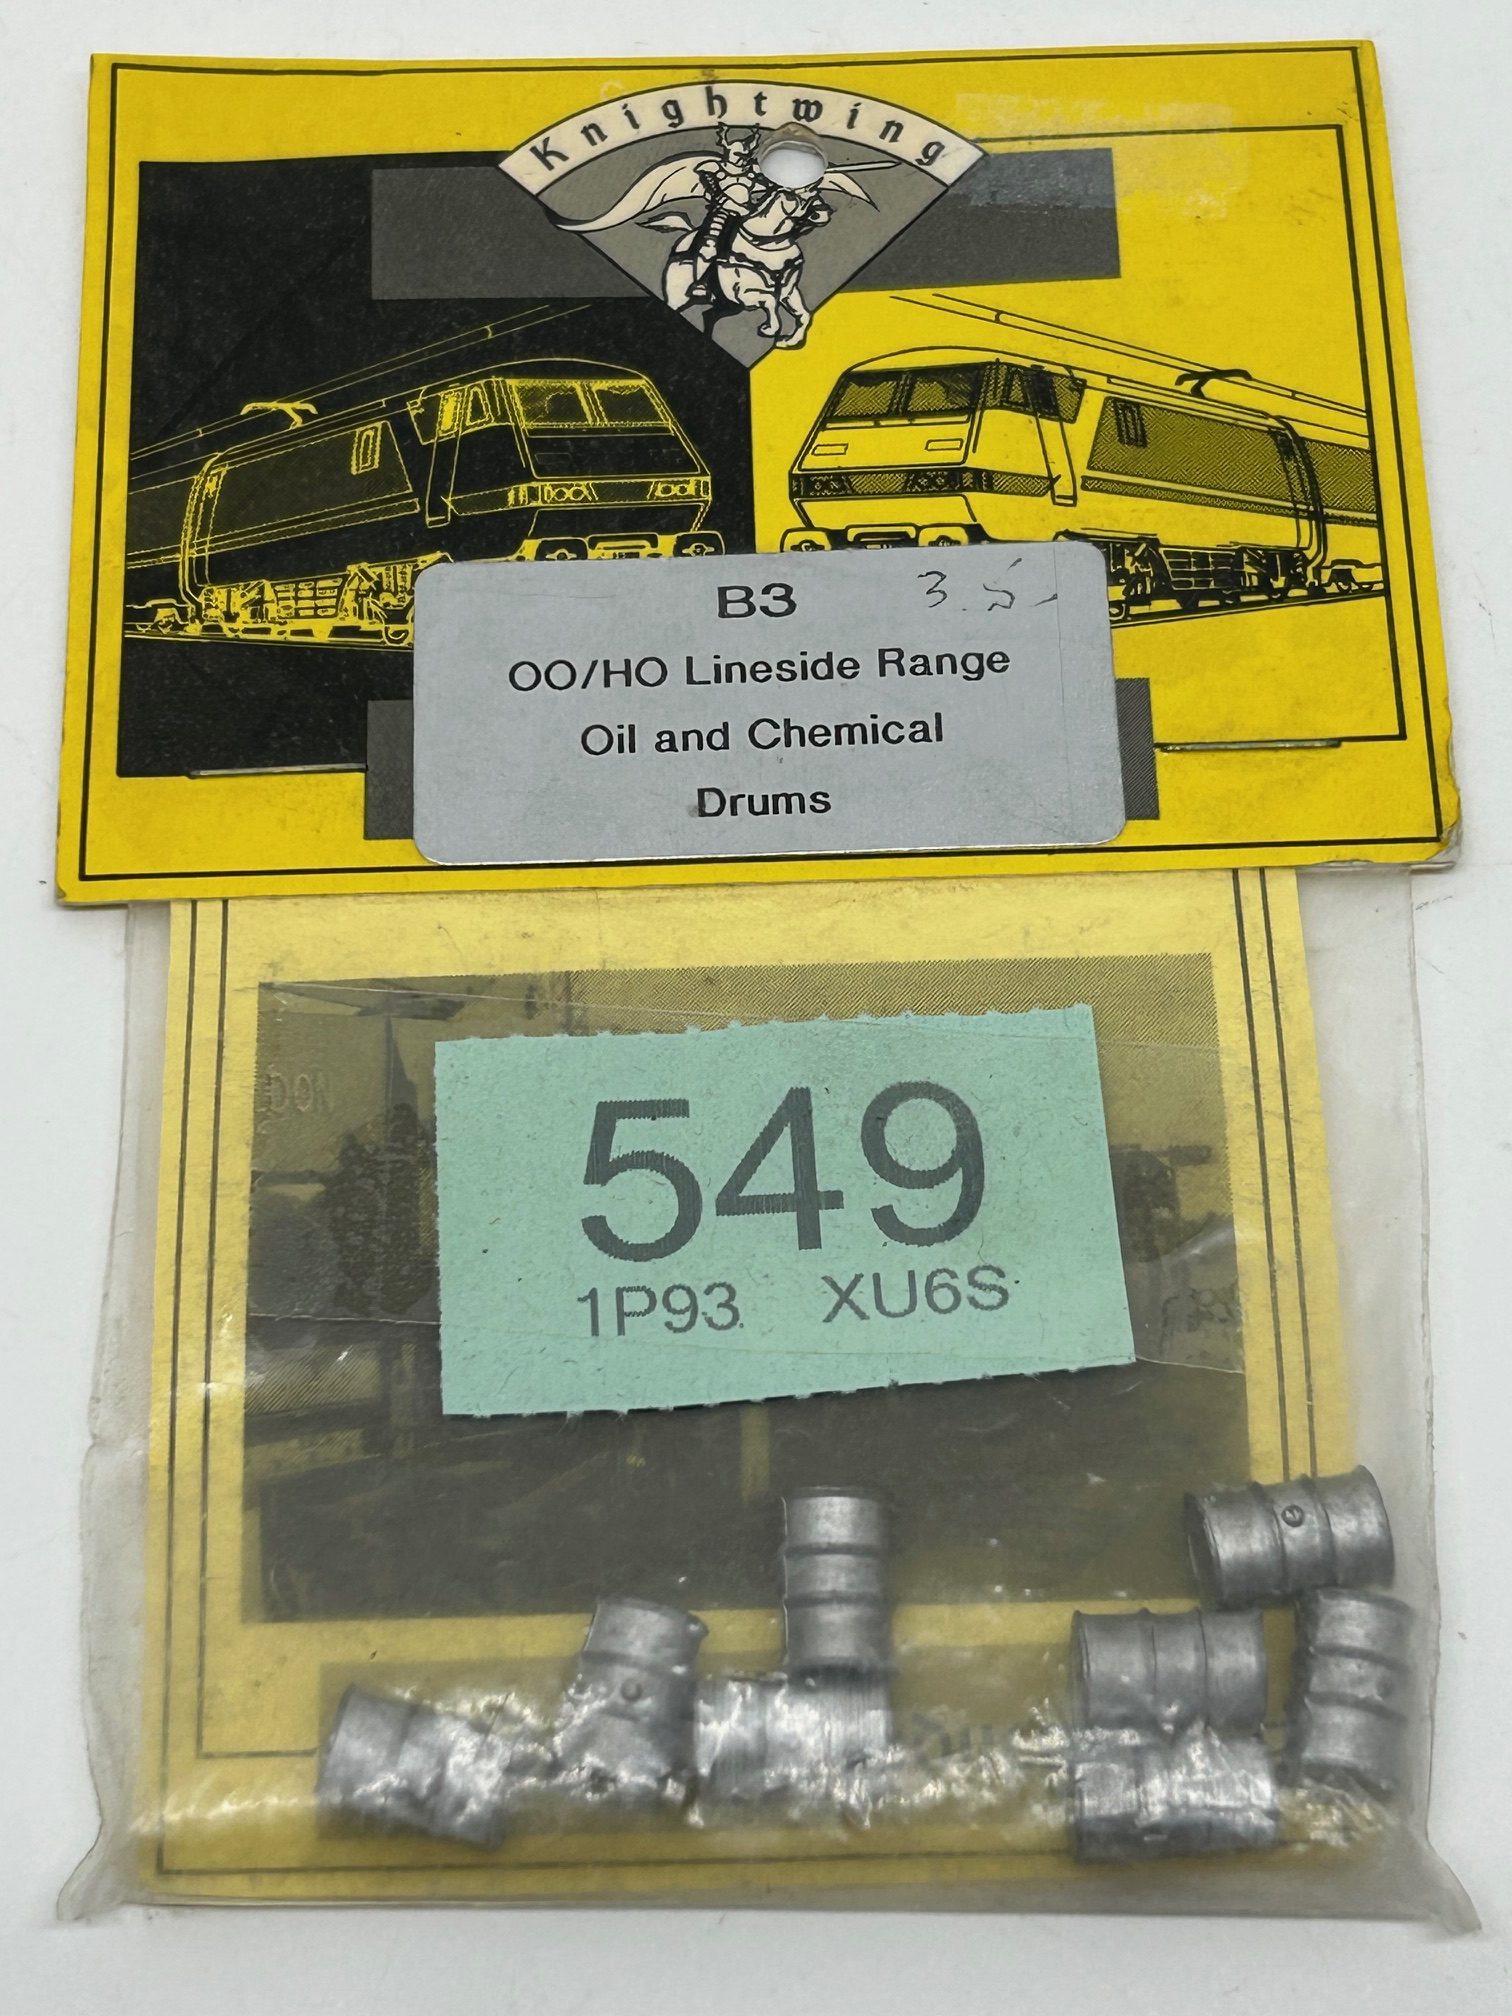 Knightwing
B3 3.5-
OO/HO Lineside Range
Oil and Chemical
Drums
549
1P93 XU6S